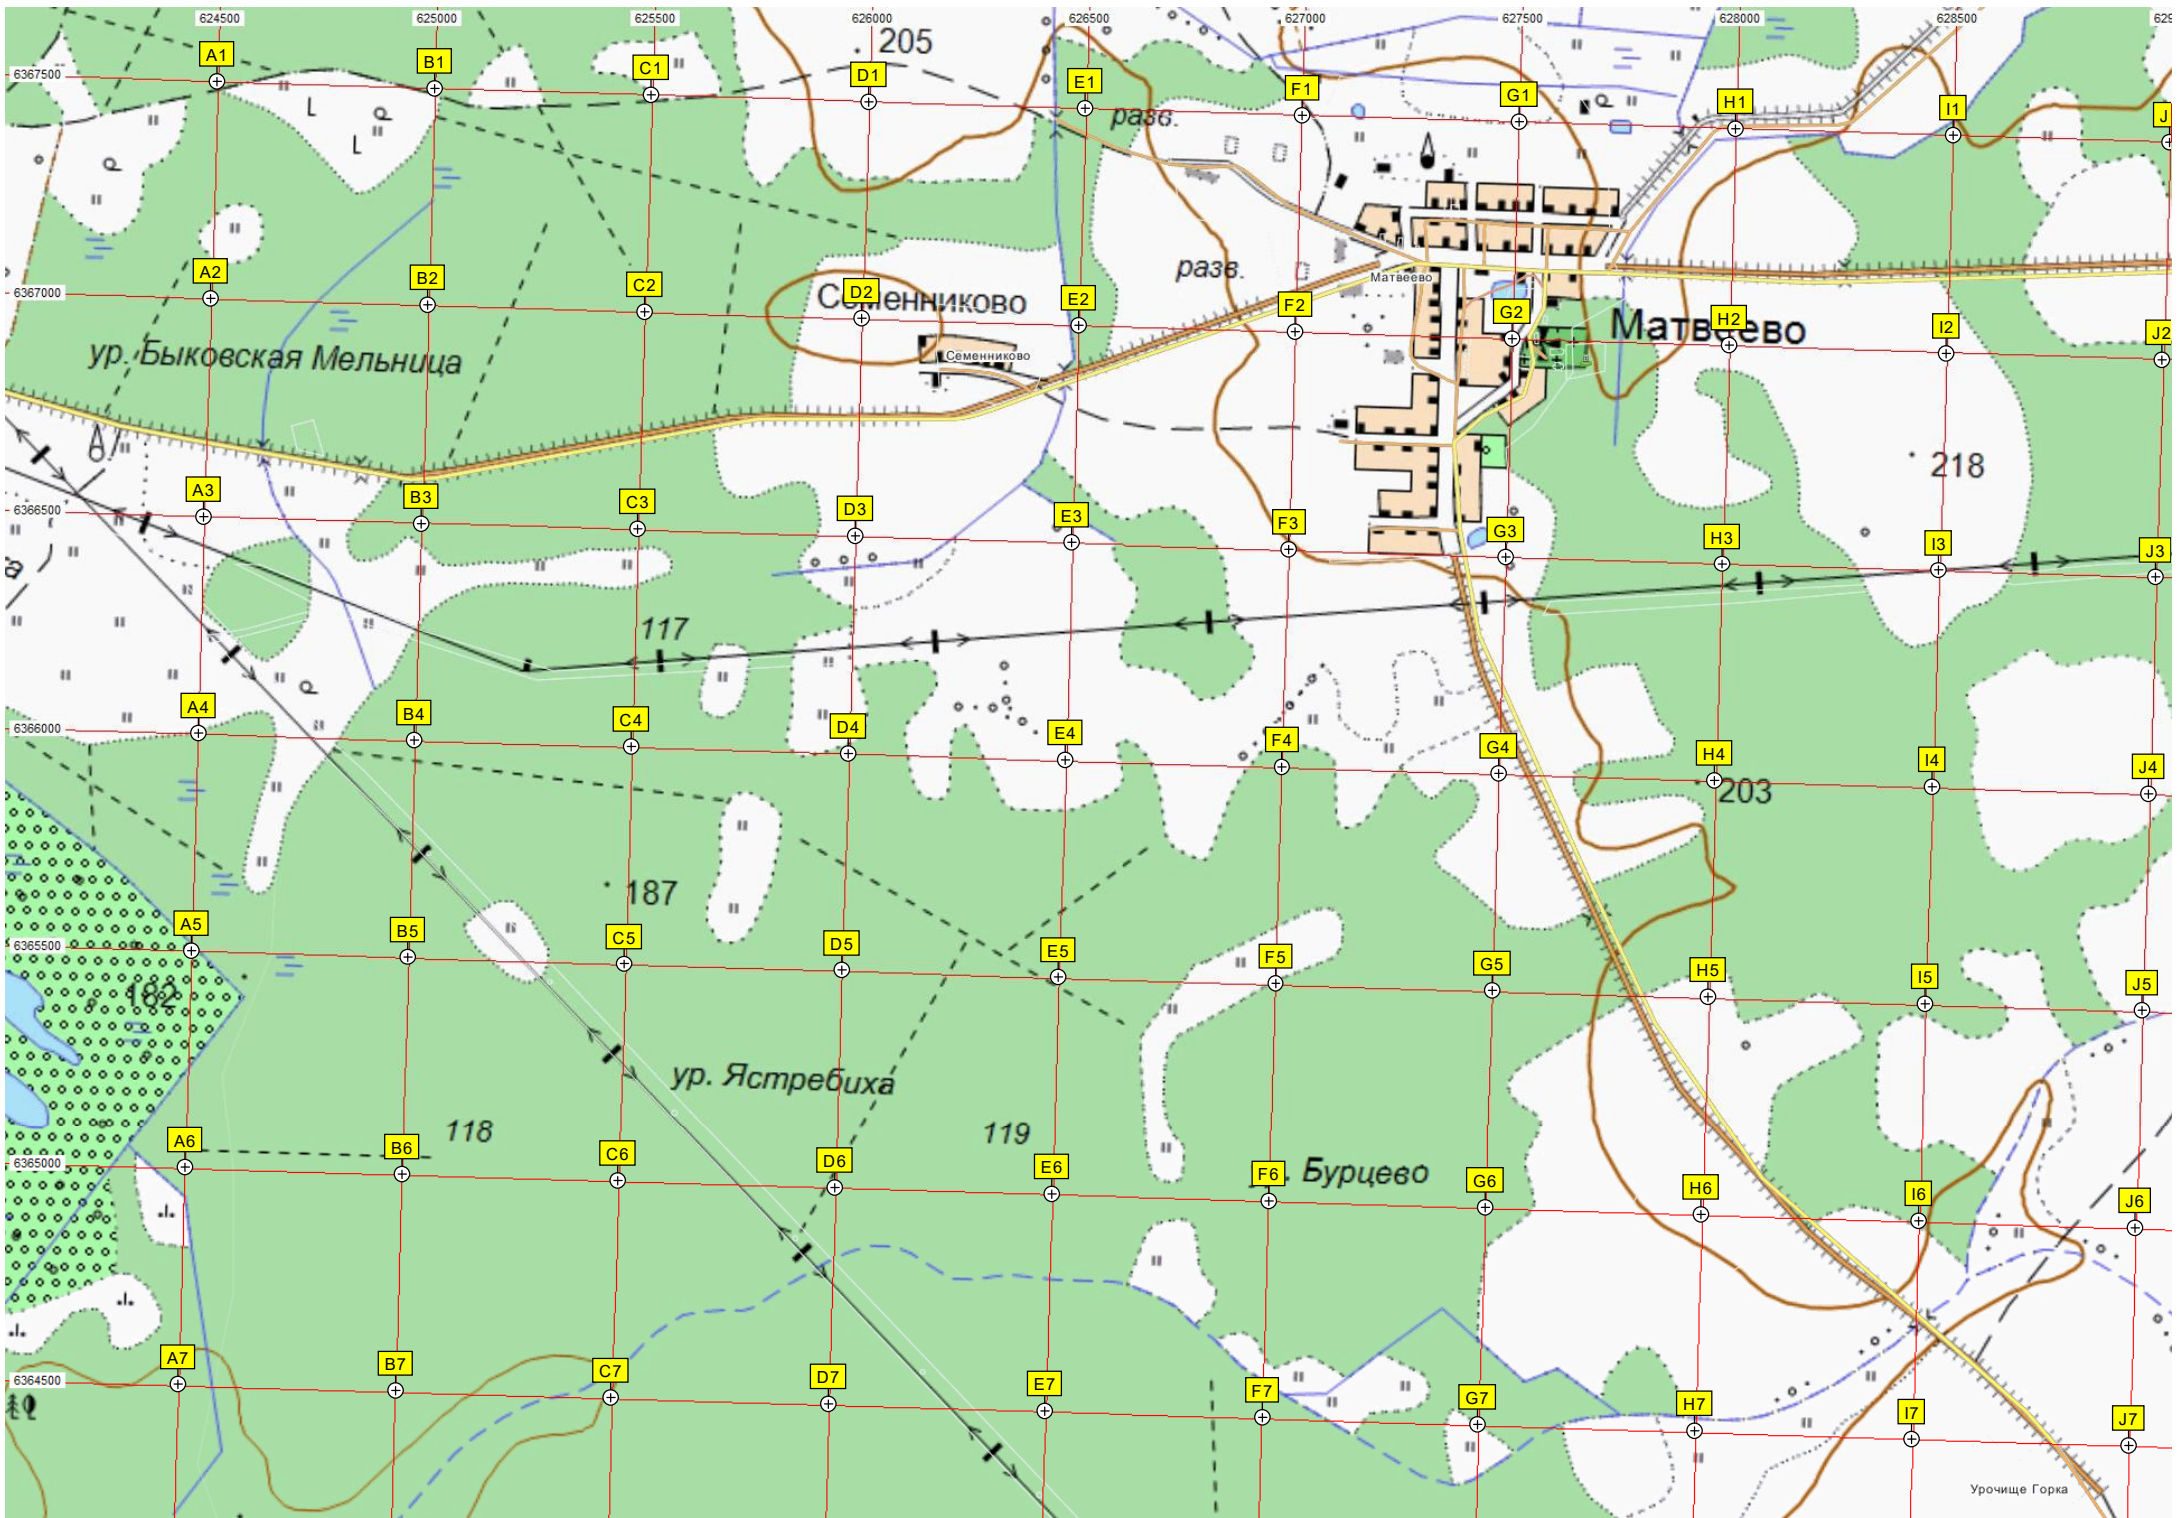 624500 625000 625500 626000 626500 627000 627500 628000 628500 629
205
6367500 A1 B1 C1 D1 E1 F1 G1 H1 I1 J
разв.
разв.
6367000 A2 B2 C2 D2 E2 F2 G2 H2 I2 J2
Матвеево
Семенниково
Матвеево
ур. Быковская Мельница
Семенниково
218
6366500 A3 B3 C3 D3 E3 F3 G3 H3 I3 J3
а
117
6366000 A4 B4 C4 D4 E4 F4 G4 H4 I4 J4
203
187
6365500 A5 B5 C5 D5 E5 F5 G5 H5 I5 J5
182
ур. Ястребиха
118
119
6365000 A6 B6 C6 D6 E6 F6 G6 H6 I6 J6
. Бурцево
6364500 A7 B7 C7 D7 E7 F7 G7 H7 I7 J7
Урочище Горка